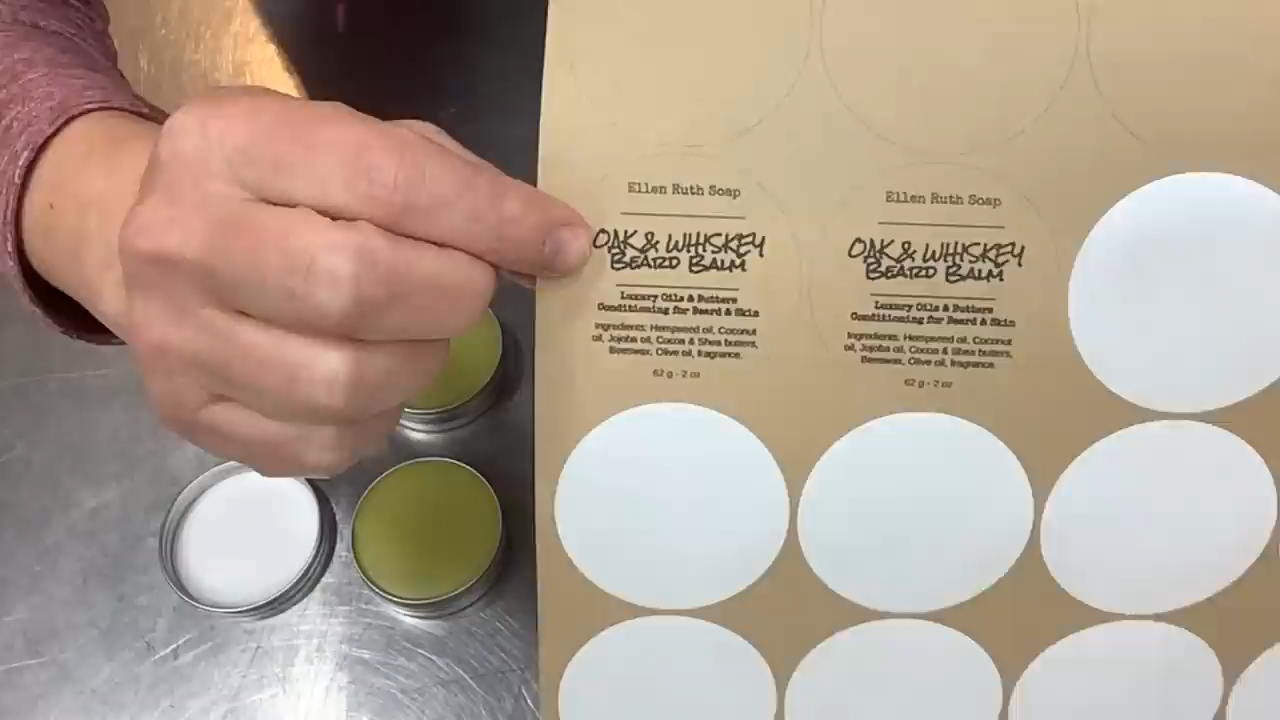 Ellen Ruth Soap
OAK & WHISKEY
BEARD BALM
Luxury Oils & Butters
Conditioning for Beard & Skin
Ingredients: Hempseed oil, Coconut
oil, Jojoba oil, Cocoa & Shea butters,
Beeswax, Olive oil, fragrance.
62 g - 2 oz
Ellen Ruth Soap
OAK & WHISKEY
BEARD BALM
Luxury Oils & Butters
Conditioning for Beard & Skin
Ingredients: Hempseed oil, Coconut
oil, Jojoba oil, Cocoa & Shea butters,
Beeswax, Olive oil, fragrance.
62 g - 2 oz